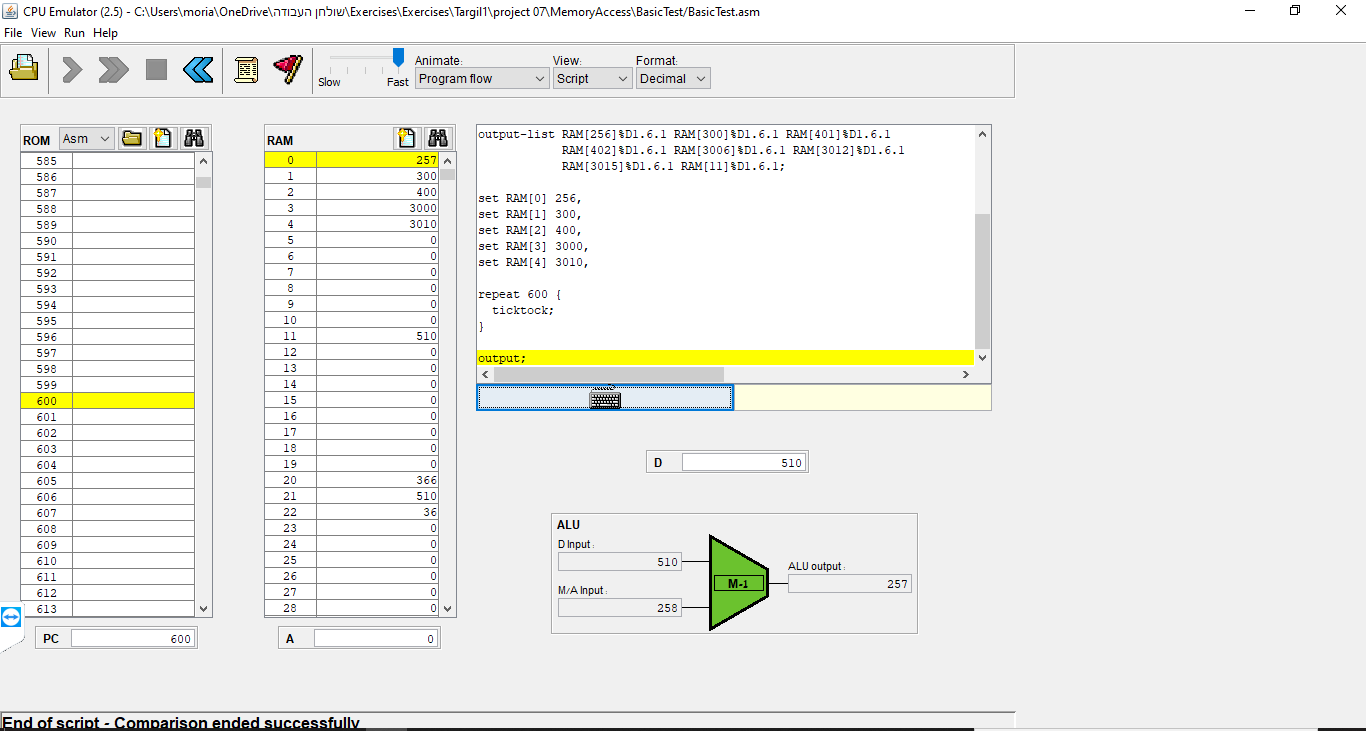 CPU Emulator (2.5) - C:\Users\moria\OneDrive\שולחן העבודה\Exercises\Exercises\Targil1\project 07\MemoryAccess\BasicTest/BasicTest.asm
File View Run Help
Animate:
View:
Format:
Slow
Fast
Program flow
Script
Decimal
ROM Asm
585
586
587
588
589
590
591
592
593
594
595
596
597
598
599
600
601
602
603
604
605
606
607
608
609
610
611
612
613
PC 600
RAM
0 257
1 300
2 400
3 3000
4 3010
5 0
6 0
7 0
8 0
9 0
10 0
11 510
12 0
13 0
14 0
15 0
16 0
17 0
18 0
19 0
20 366
21 510
22 36
23 0
24 0
25 0
26 0
27 0
28 0
A 0
output-list RAM[256]%D1.6.1 RAM[300]%D1.6.1 RAM[401]%D1.6.1
RAM[402]%D1.6.1 RAM[3006]%D1.6.1 RAM[3012]%D1.6.1
RAM[3015]%D1.6.1 RAM[11]%D1.6.1;
set RAM[0] 256,
set RAM[1] 300,
set RAM[2] 400,
set RAM[3] 3000,
set RAM[4] 3010,
repeat 600 {
ticktock;
}
output;
D 510
ALU
D Input :
510
M/A Input :
258
M-1
ALU output :
257
End of script - Comparison ended successfully